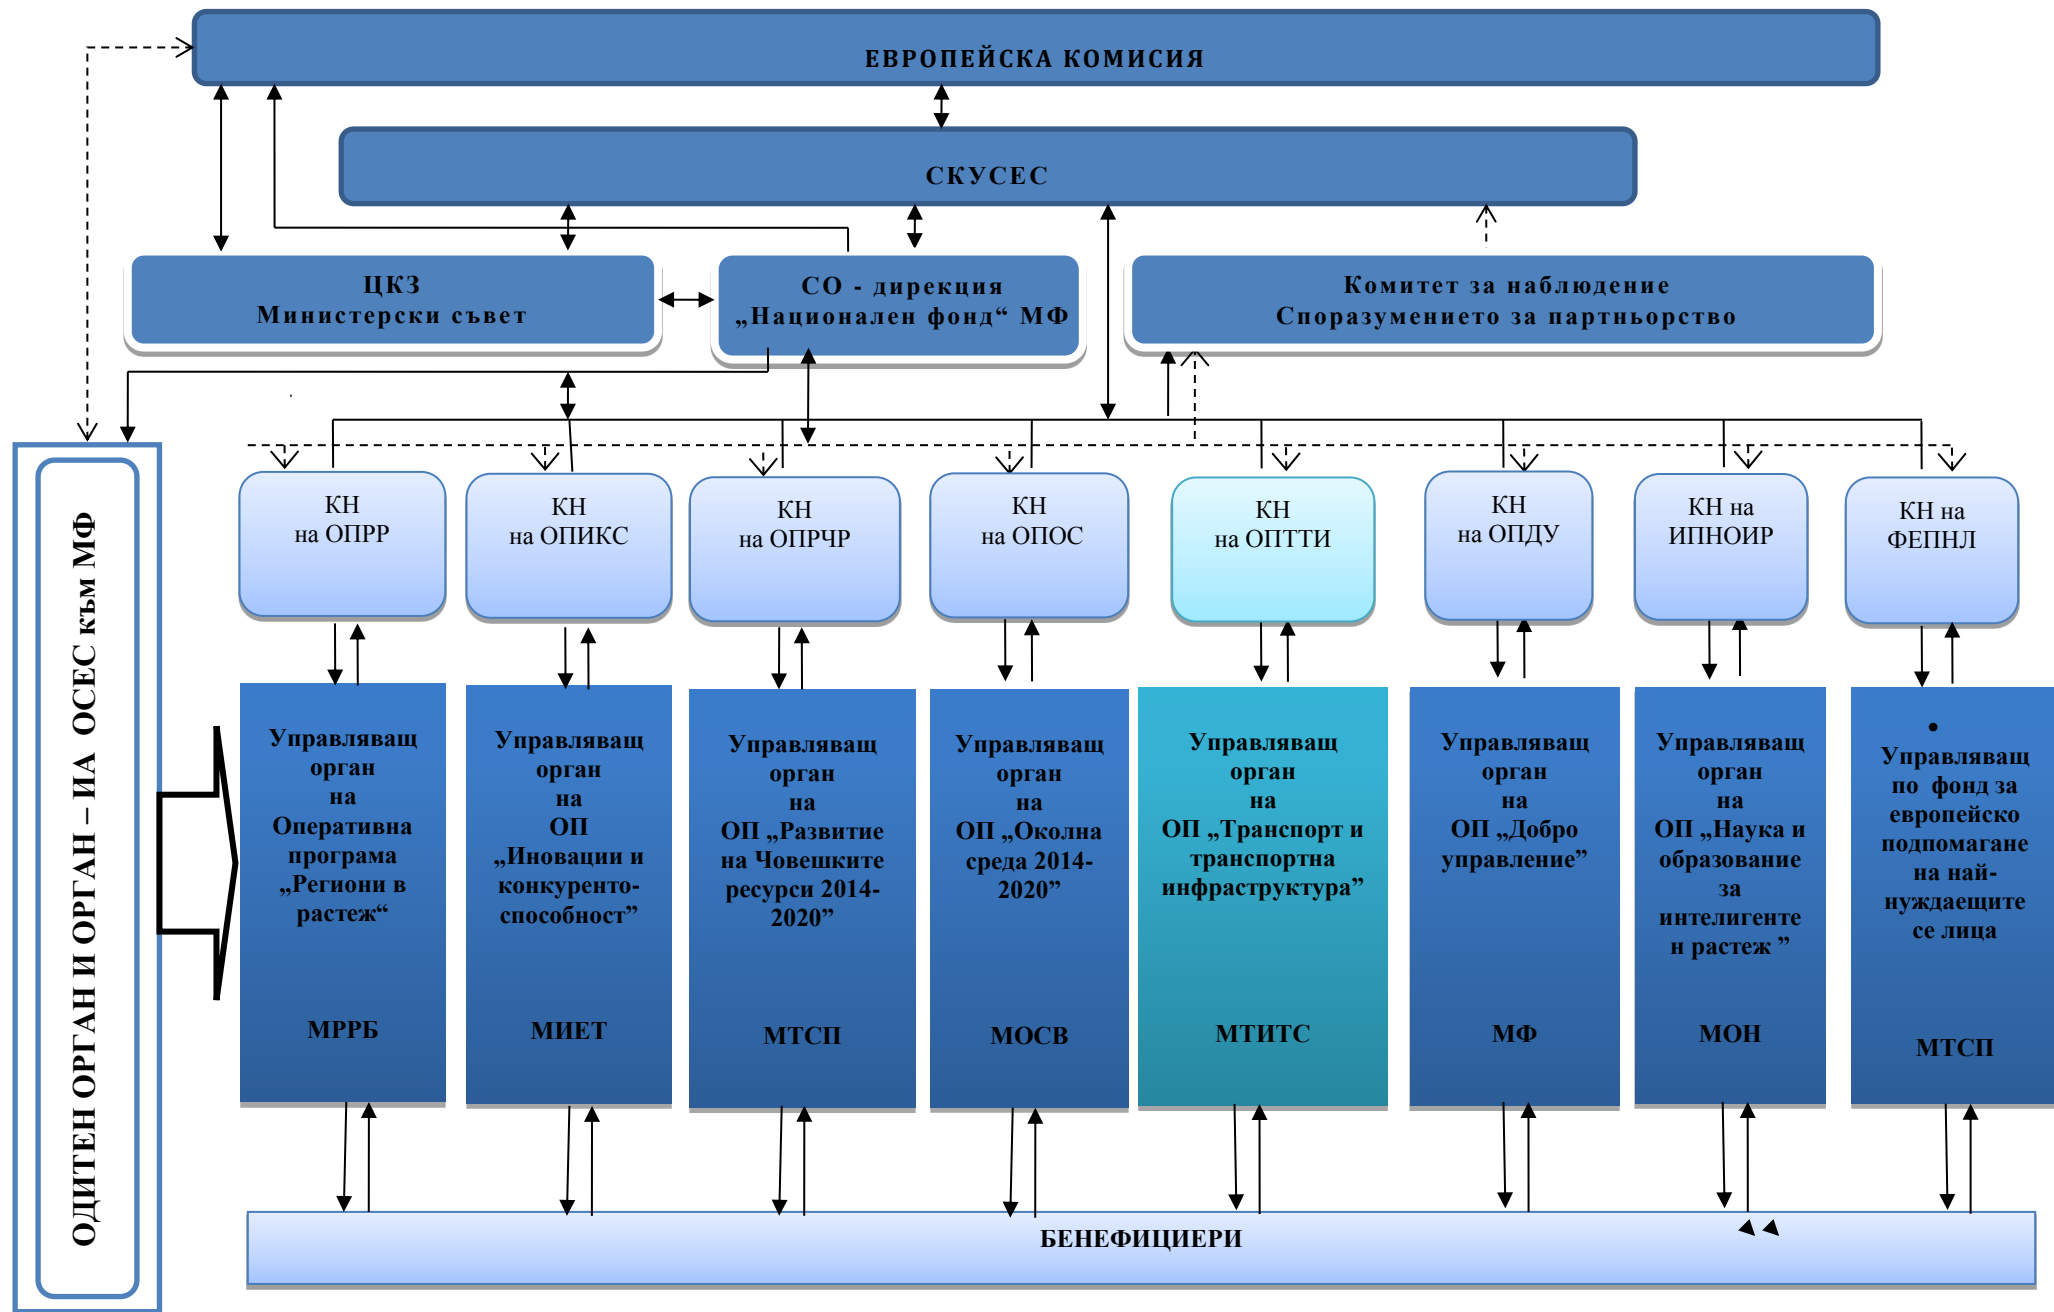 ЕВРОПЕЙСКА КОМИСИЯ
СКУСЕС
ЦКЗ
Министерски съвет
СО - дирекция
„Национален фонд“ МФ
Комитет за наблюдение
Споразумението за партньорство
ОДИТЕН ОРГАН И ОРГАН – ИА ОСЕС към МФ
КН
на ОПРР
КН
на ОПИКС
КН
на ОПРЧР
КН
на ОПОС
КН
на ОПТТИ
КН
на ОПДУ
КН на
ИПНОИР
КН на
ФЕПНЛ
Управляващ
орган
на
Оперативна
програма
„Региони в
растеж“
МРРБ
Управляващ
орган
на
ОП
„Иновации и
конкуренто-
способност”
МИЕТ
Управляващ
орган
на
ОП „Развитие
на Човешките
ресурси 2014-
2020”
МТСП
Управляващ
орган
на
ОП „Околна
среда 2014-
2020”
МОСВ
Управляващ
орган
на
ОП „Транспорт и
транспортна
инфраструктура”
МТИТС
Управляващ
орган
на
ОП „Добро
управление”
МФ
Управляващ
орган
на
ОП „Наука и
образование
за
интелигенте
н растеж ”
МОН
•
Управляващ
по фонд за
европейско
подпомагане
на най-
нуждаещите
се лица
МТСП
БЕНЕФИЦИЕРИ